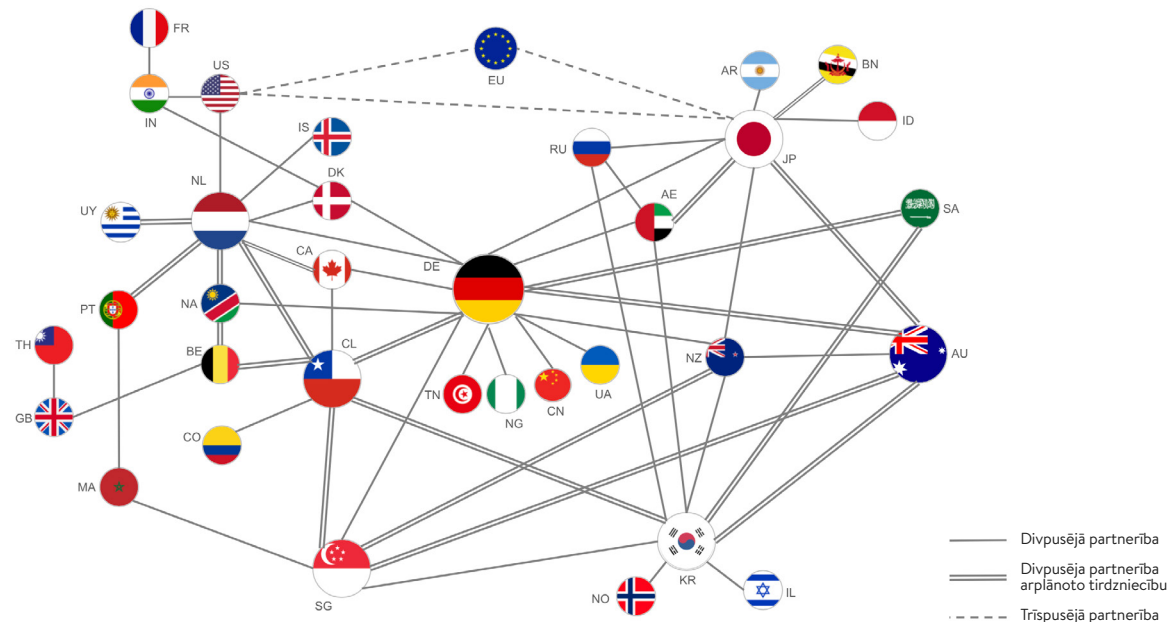 FR
US
EU
AR
BN
IN
IS
RU
JP
ID
NL
DK
AE
UY
SA
CA
DE
PT
NA
TH
BE
CL
NZ
AU
GB
TN
NG
CN
UA
CO
MA
SG
NO
KR
IL
Divpusējā partnerība
Divpusēja partnerība
arplānoto tirdzniecību
Trīspusējā partnerība